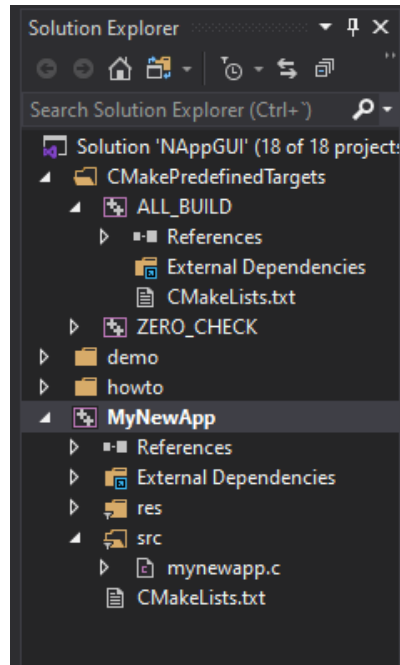 Solution Explorer
Search Solution Explorer (Ctrl+`)
Solution 'NAppGUI' (18 of 18 projects
CMakePredefinedTargets
ALL_BUILD
References
External Dependencies
CMakeLists.txt
ZERO_CHECK
demo
howto
MyNewApp
References
External Dependencies
res
src
mynewapp.c
CMakeLists.txt